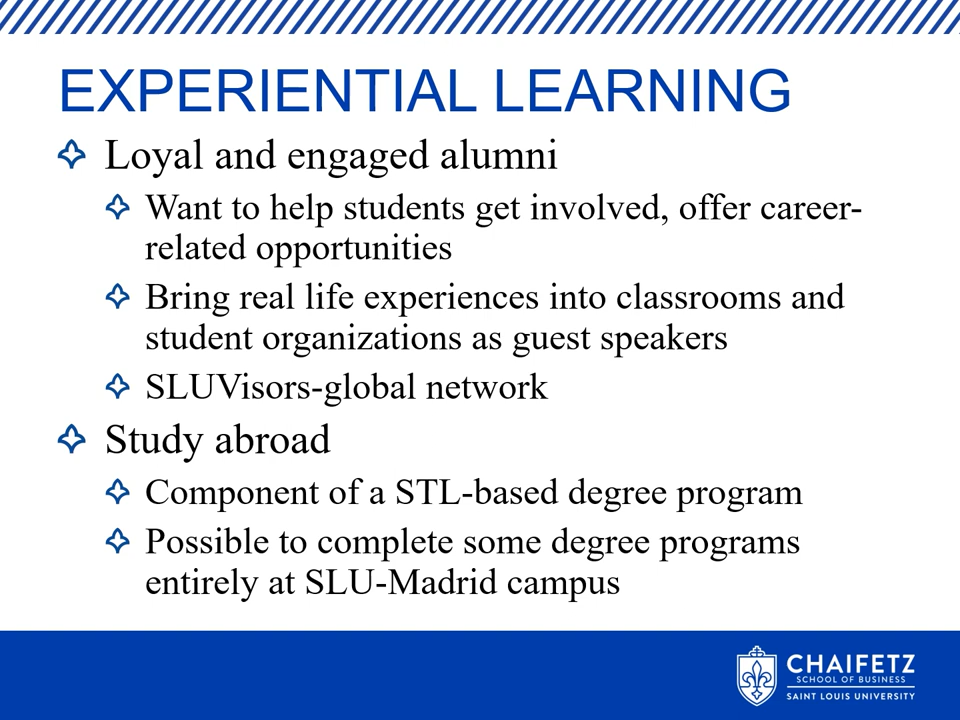 EXPERIENTIAL LEARNING
Loyal and engaged alumni
Want to help students get involved, offer career-
related opportunities
Bring real life experiences into classrooms and
student organizations as guest speakers
SLUVisors-global network
Study abroad
Component of a STL-based degree program
Possible to complete some degree programs
entirely at SLU-Madrid campus
CHAIFETZ
SCHOOL OF BUSINESS
SAINT LOUIS UNIVERSITY